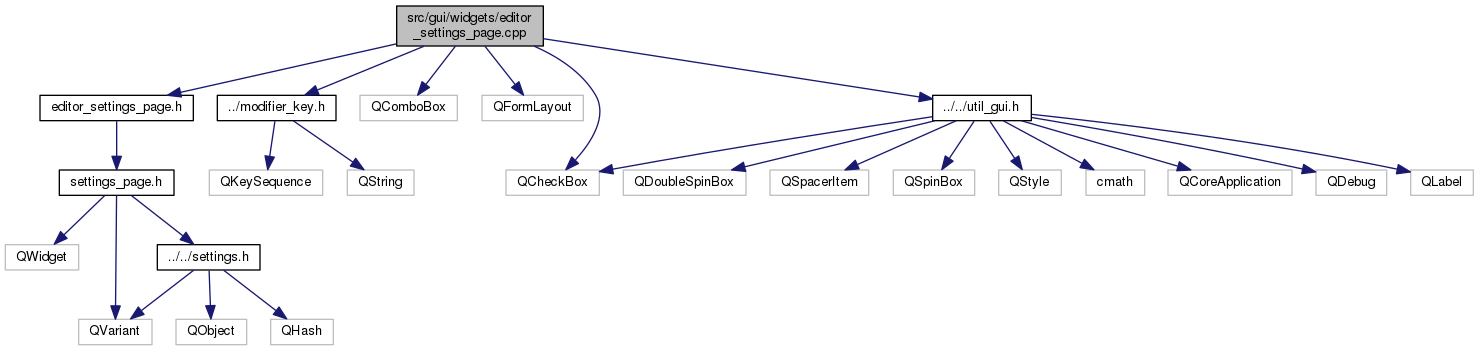 src/gui/widgets/editor
_settings_page.cpp
editor_settings_page.h
../modifier_key.h
QComboBox
QFormLayout
../../util_gui.h
settings_page.h
QKeySequence
QString
QCheckBox
QDoubleSpinBox
QSpacerItem
QSpinBox
QStyle
cmath
QCoreApplication
QDebug
QLabel
QWidget
../../settings.h
QVariant
QObject
QHash